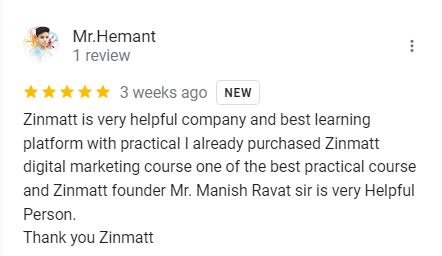 Mr.Hemant
1 review
3 weeks ago NEW
Zinmatt is very helpful company and best learning
platform with practical I already purchased Zinmatt
digital marketing course one of the best practical course
and Zinmatt founder Mr. Manish Ravat sir is very Helpful
Person.
Thank you Zinmatt